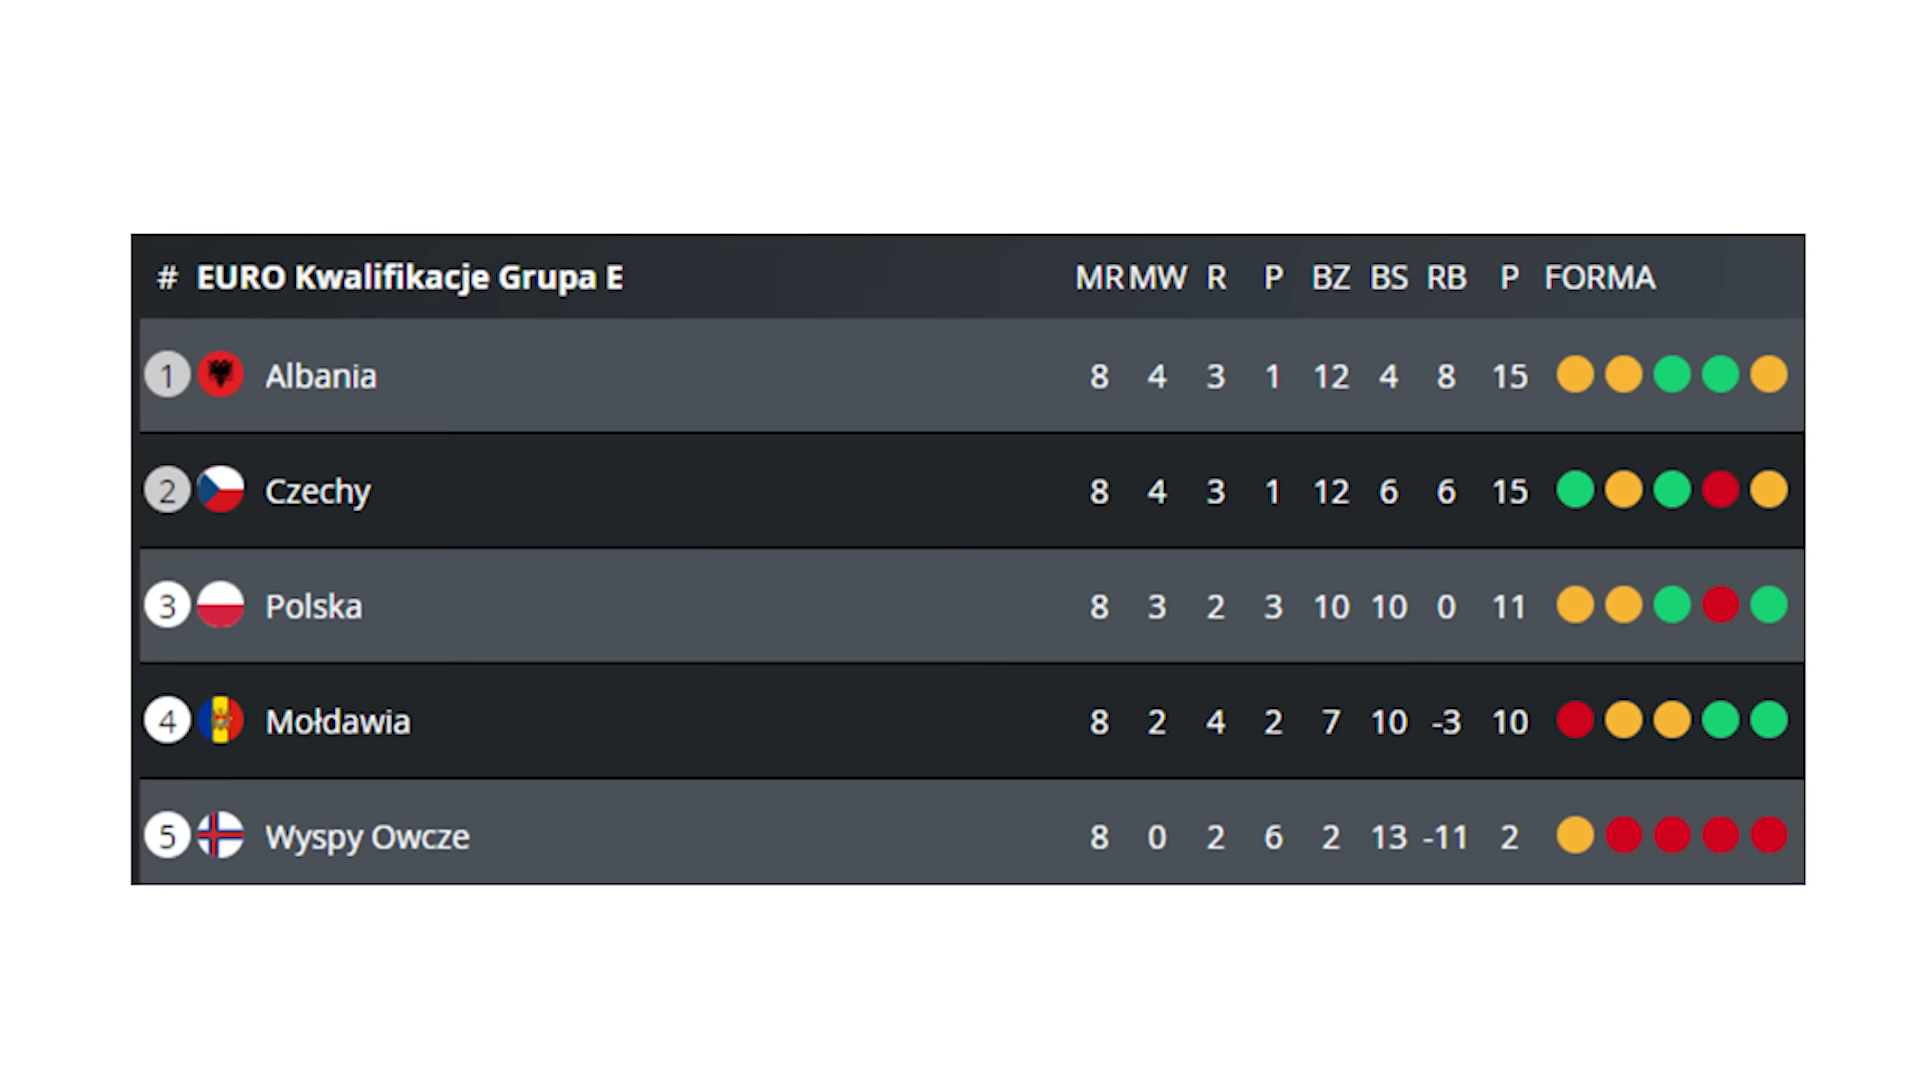 # EURO Kwalifikacje Grupa E MR MW R P BZ BS RB P FORMA
1 Albania 8 4 3 1 12 4 8 15
2 Czechy 8 4 3 1 12 6 6 15
3 Polska 8 3 2 3 10 10 0 11
4 Mołdawia 8 2 4 2 7 10 -3 10
5 Wyspy Owcze 8 0 2 6 2 13 -11 2